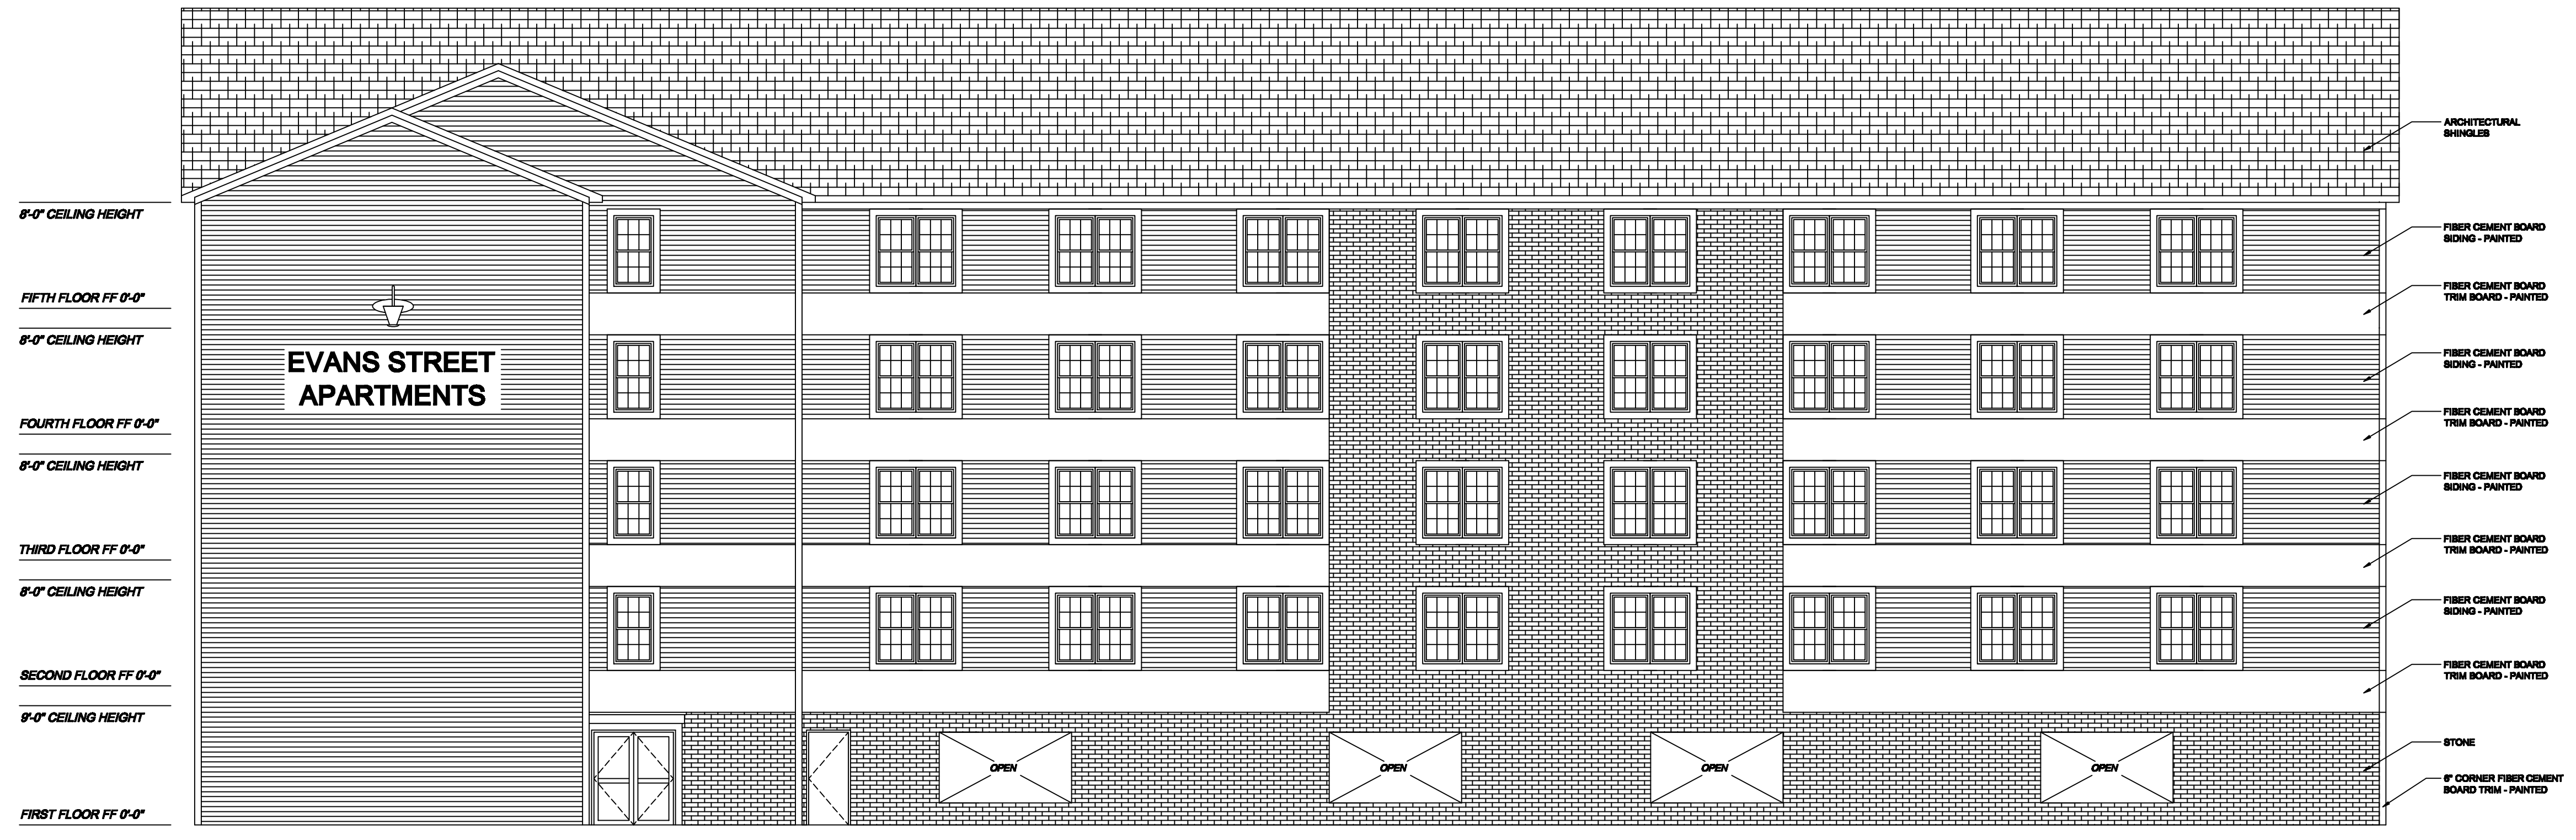 ARCHITECTURAL
SHINGLES
8'-0" CEILING HEIGHT
FIBER CEMENT BOARD
SIDING - PAINTED
FIFTH FLOOR FF 0'-0"
FIBER CEMENT BOARD
TRIM BOARD - PAINTED
8'-0" CEILING HEIGHT
EVANS STREET
APARTMENTS
FIBER CEMENT BOARD
SIDING - PAINTED
FOURTH FLOOR FF 0'-0"
FIBER CEMENT BOARD
TRIM BOARD - PAINTED
8'-0" CEILING HEIGHT
FIBER CEMENT BOARD
SIDING - PAINTED
THIRD FLOOR FF 0'-0"
FIBER CEMENT BOARD
TRIM BOARD - PAINTED
8'-0" CEILING HEIGHT
FIBER CEMENT BOARD
SIDING - PAINTED
SECOND FLOOR FF 0'-0"
FIBER CEMENT BOARD
TRIM BOARD - PAINTED
9'-0" CEILING HEIGHT
STONE
OPEN
OPEN
OPEN
OPEN
6" CORNER FIBER CEMENT
BOARD TRIM - PAINTED
FIRST FLOOR FF 0'-0"